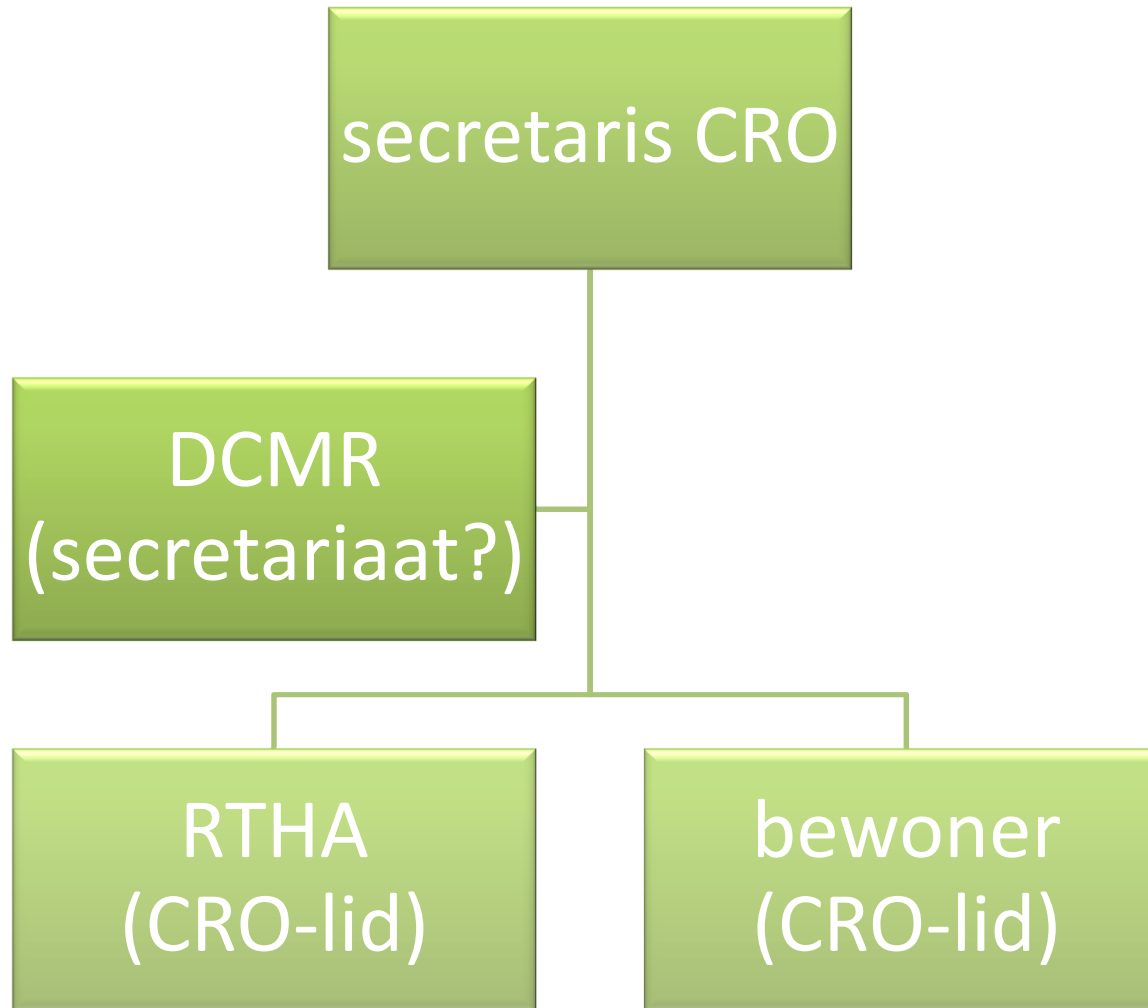 secretaris CRO
DCMR
(secretariaat?)
RTHA
(CRO-lid)
bewoner
(CRO-lid)